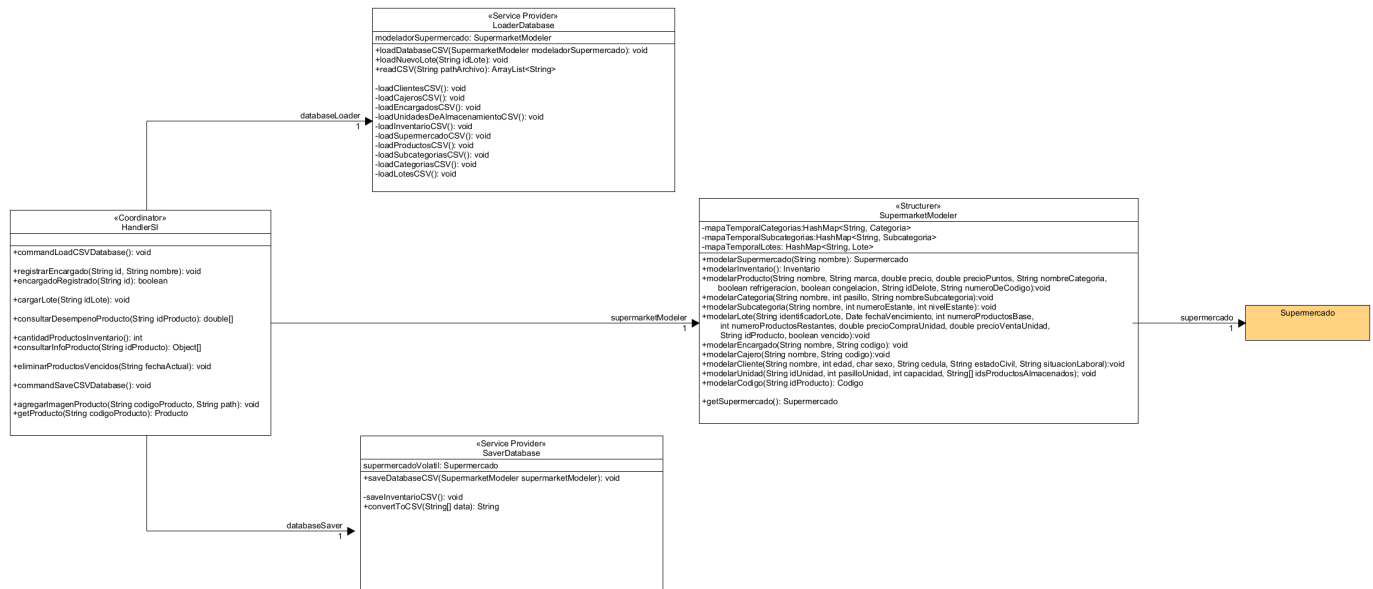 «Service Provider»
LoaderDatabase
modeladorSupermercado: SupermarketModeler
+loadDatabaseCSV(SupermarketModeler modeladorSupermercado): void
+loadNuevoLote(String idLote): void
+readCSV(String pathArchivo): ArrayList<String>
-loadClientesCSV(): void
-loadCajerosCSV(): void
-loadEncargadosCSV(): void
-loadUnidadesDeAlmacenamientoCSV(): void
-loadInventarioCSV(): void
-loadSupermercadoCSV(): void
-loadProductosCSV(): void
-loadSubcategoriasCSV(): void
-loadCategoriasCSV(): void
-loadLotesCSV(): void
databaseLoader
1
«Coordinator»
HandlerSI
+commandLoadCSVDatabase(): void
+registrarEncargado(String id, String nombre): void
+encargadoRegistrado(String id): boolean
+cargarLote(String idLote): void
+consultarDesempenoProducto(String idProducto): double[]
+cantidadProductosInventario(): int
+consultarInfoProducto(String idProducto): Object[]
+eliminarProductosVencidos(String fechaActual): void
+commandSaveCSVDatabase(): void
+agregarImagenProducto(String codigoProducto, String path): void
+getProducto(String codigoProducto): Producto
supermarketModeler
1
«Structurer»
SupermarketModeler
-mapaTemporalCategorias:HashMap<String, Categoria>
-mapaTemporalSubcategorias:HashMap<String, Subcategoria>
-mapaTemporalLotes: HashMap<String, Lote>
+modelarSupermercado(String nombre): Supermercado
+modelarInventario(): Inventario
+modelarProducto(String nombre, String marca, double precio, double precioPuntos, String nombreCategoria,
boolean refrigeracion, boolean congelacion, String idDelote, String numeroDeCodigo):void
+modelarCategoria(String nombre, int pasillo, String nombreSubcategoria):void
+modelarSubcategoria(String nombre, int numeroEstante, int nivelEstante): void
+modelarLote(String identificadorLote, Date fechaVencimiento, int numeroProductosBase,
int numeroProductosRestantes, double precioCompraUnidad, double precioVentaUnidad,
String idProducto, boolean vencido):void
+modelarEncargado(String nombre, String codigo): void
+modelarCajero(String nombre, String codigo):void
+modelarCliente(String nombre, int edad, char sexo, String cedula, String estadoCivil, String situacionLaboral):void
+modelarUnidad(String idUnidad, int pasilloUnidad, int capacidad, String[] idsProductosAlmacenados); void
+modelarCodigo(String idProducto): Codigo
+getSupermercado(): Supermercado
supermercado
1
Supermercado
«Service Provider»
SaverDatabase
supermercadoVolatil: Supermercado
+saveDatabaseCSV(SupermarketModeler supermarketModeler): void
-saveInventarioCSV(): void
+convertToCSV(String[] data): String
databaseSaver
1